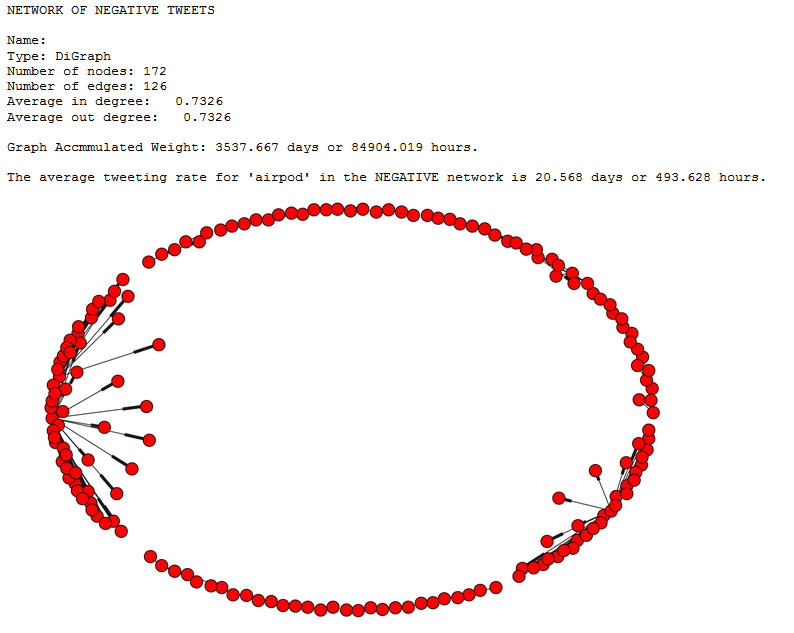 NETWORK OF NEGATIVE TWEETS
Name:
Type: DiGraph
Number of nodes: 172
Number of edges: 126
Average in degree:   0.7326
Average out degree:   0.7326
Graph Accmmulated Weight: 3537.667 days or 84904.019 hours.
The average tweeting rate for 'airpod' in the NEGATIVE network is 20.568 days or 493.628 hours.